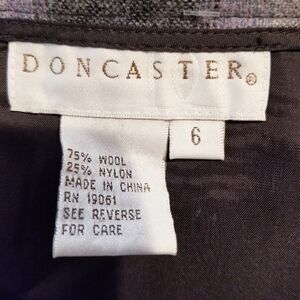 DONCASTER®
6
75% WOOL
25% NYLON
MADE IN CHINA
RN 19061
SEE REVERSE
FOR CARE